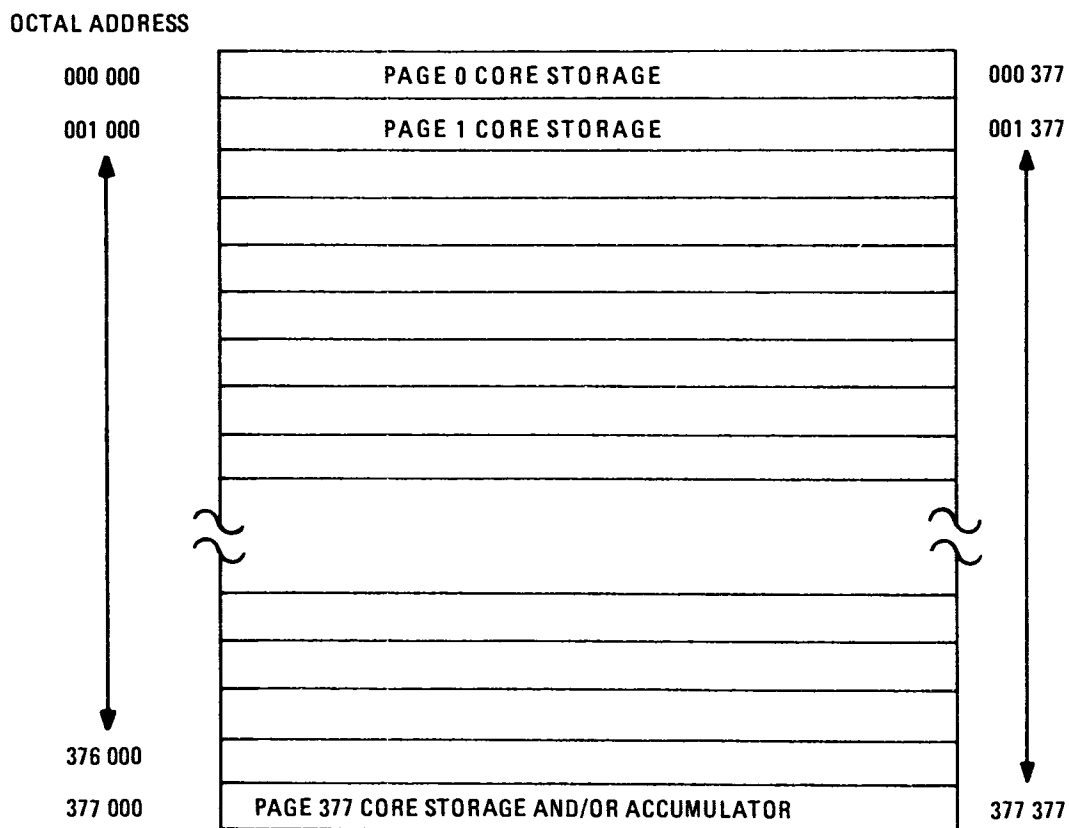 OCTAL ADDRESS
000 000 PAGE 0 CORE STORAGE 000 377
001 000 PAGE 1 CORE STORAGE 001 377
376 000
377 000 PAGE 377 CORE STORAGE AND/OR ACCUMULATOR 377 377